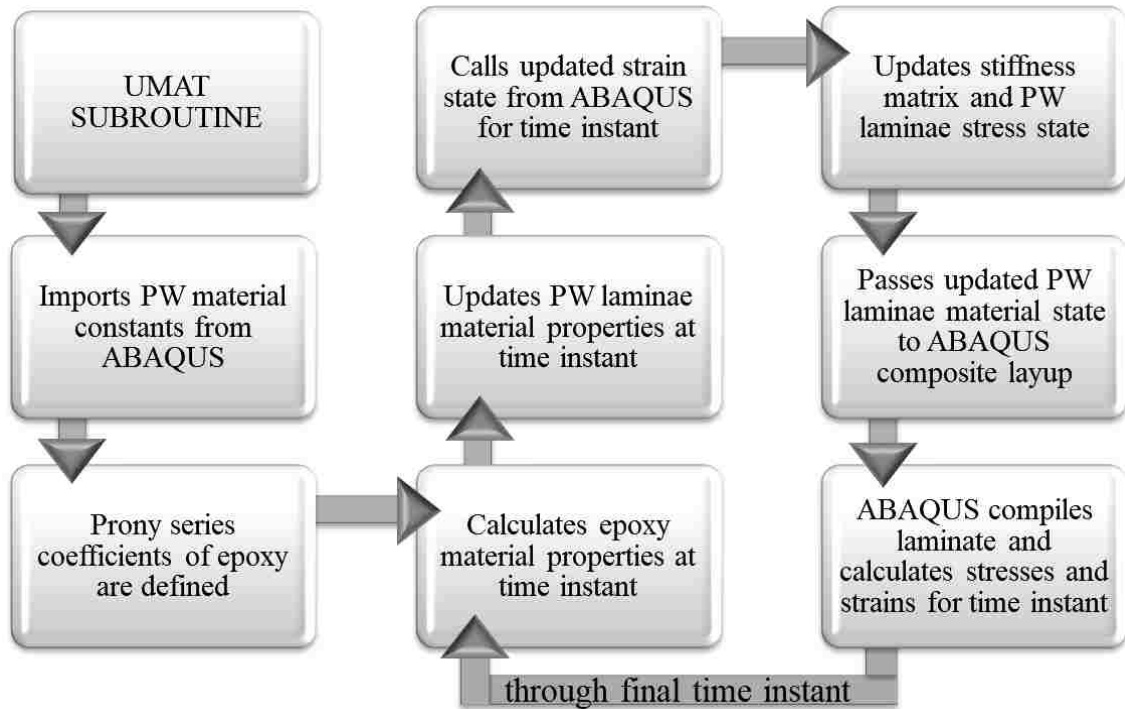 UMAT
SUBROUTINE
Imports PW material
constants from
ABAQUS
Prony series
coefficients of epoxy
are defined
Calculates epoxy
material properties at
time instant
Updates PW laminae
material properties at
time instant
Calls updated strain
state from ABAQUS
for time instant
Updates stiffness
matrix and PW
laminae stress state
Passes updated PW
laminae material state
to ABAQUS
composite layup
ABAQUS compiles
laminate and
calculates stresses and
strains for time instant
through final time instant